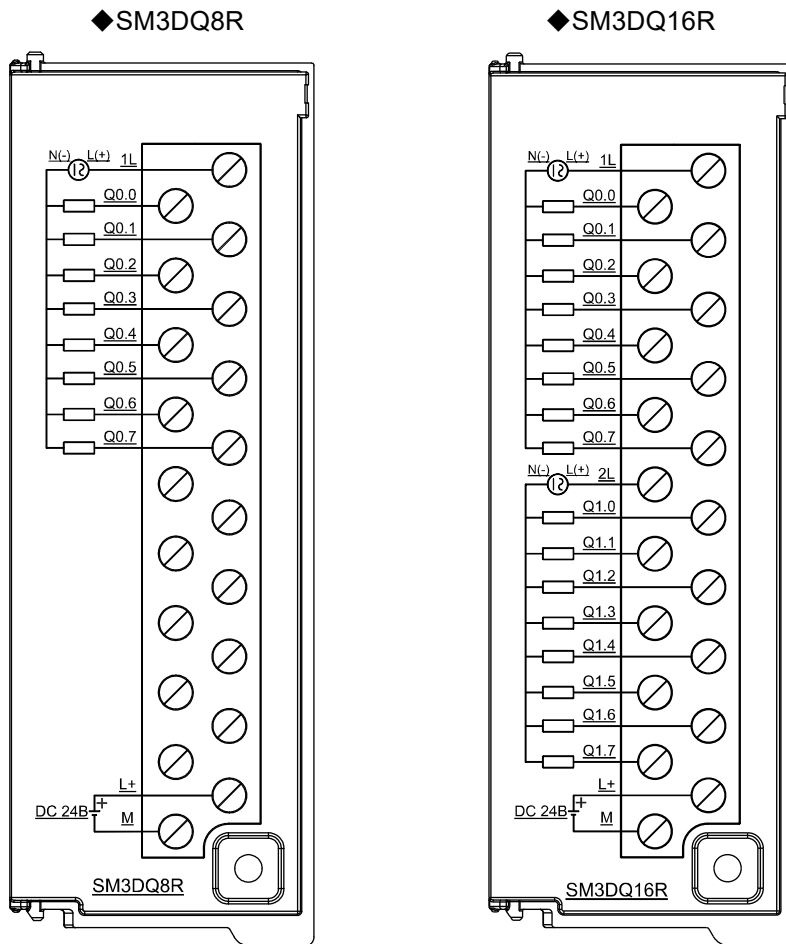 ◆SM3DQ8R
N(-) L(+) 1L
Q0.0
Q0.1
Q0.2
Q0.3
Q0.4
Q0.5
Q0.6
Q0.7
L+
+
DC 24В
M
SM3DQ8R
◆SM3DQ16R
N(-) L(+) 1L
Q0.0
Q0.1
Q0.2
Q0.3
Q0.4
Q0.5
Q0.6
Q0.7
N(-) L(+) 2L
Q1.0
Q1.1
Q1.2
Q1.3
Q1.4
Q1.5
Q1.6
Q1.7
L+
+
DC 24В
M
SM3DQ16R